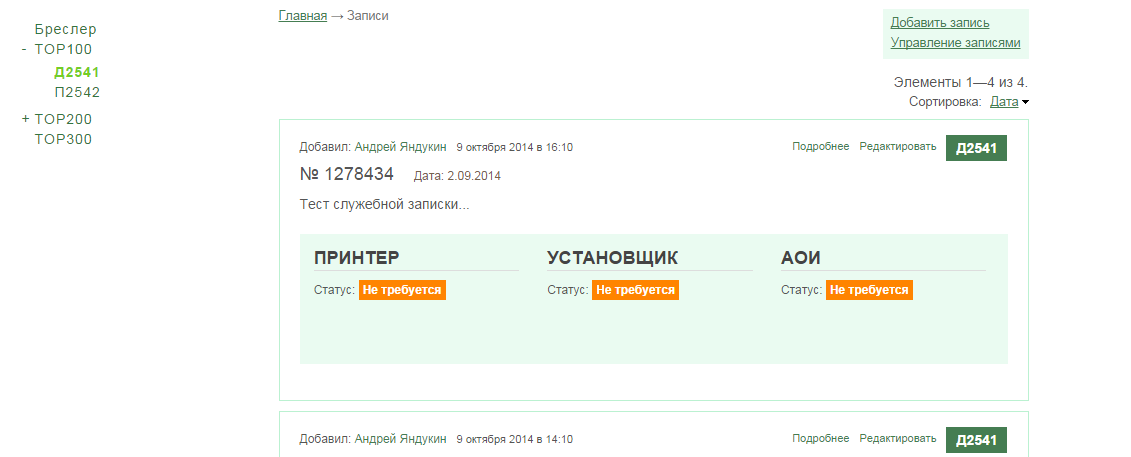 Бреслер
- ТОР100
Д2541
П2542
+ ТОР200
ТОР300
Главная → Записи
Добавить запись
Управление записями
Элементы 1—4 из 4.
Сортировка: Дата
Добавил: Андрей Яндукин 9 октября 2014 в 16:10 Подробнее Редактировать Д2541
№ 1278434 Дата: 2.09.2014
Тест служебной записки...
ПРИНТЕР УСТАНОВЩИК АОИ
Статус: Не требуется Статус: Не требуется Статус: Не требуется
Добавил: Андрей Яндукин 9 октября 2014 в 14:10 Подробнее Редактировать Д2541